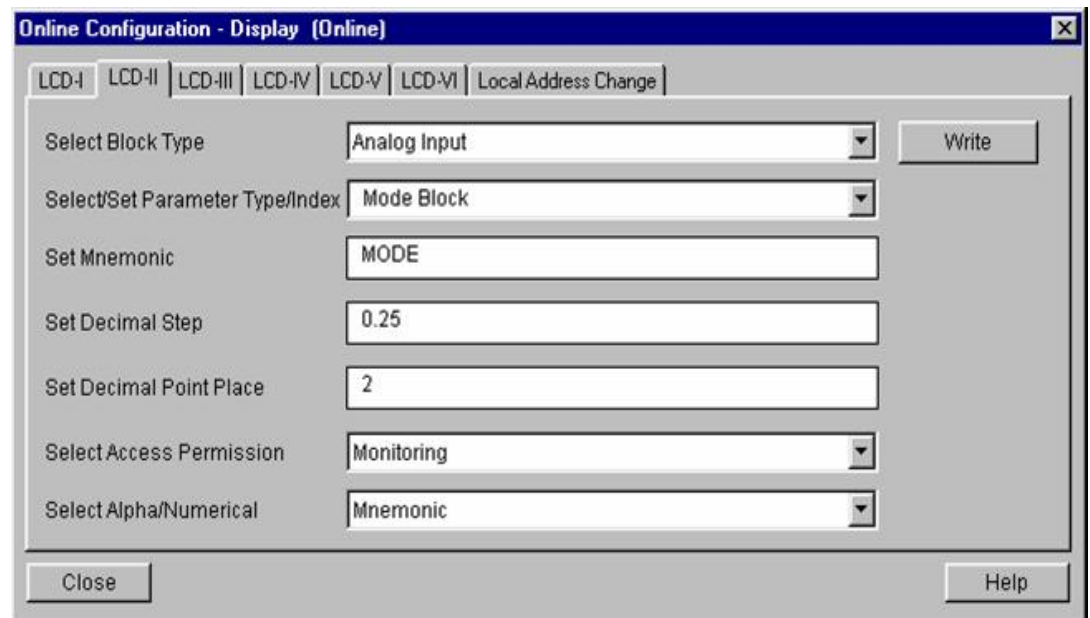 Online Configuration - Display (Online)
LCD-I LCD-II LCD-III LCD-IV LCD-V LCD-VI Local Address Change
Select Block Type Analog Input Write
Select/Set Parameter Type/Index Mode Block
Set Mnemonic MODE
Set Decimal Step 0.25
Set Decimal Point Place 2
Select Access Permission Monitoring
Select Alpha/Numerical Mnemonic
Close Help